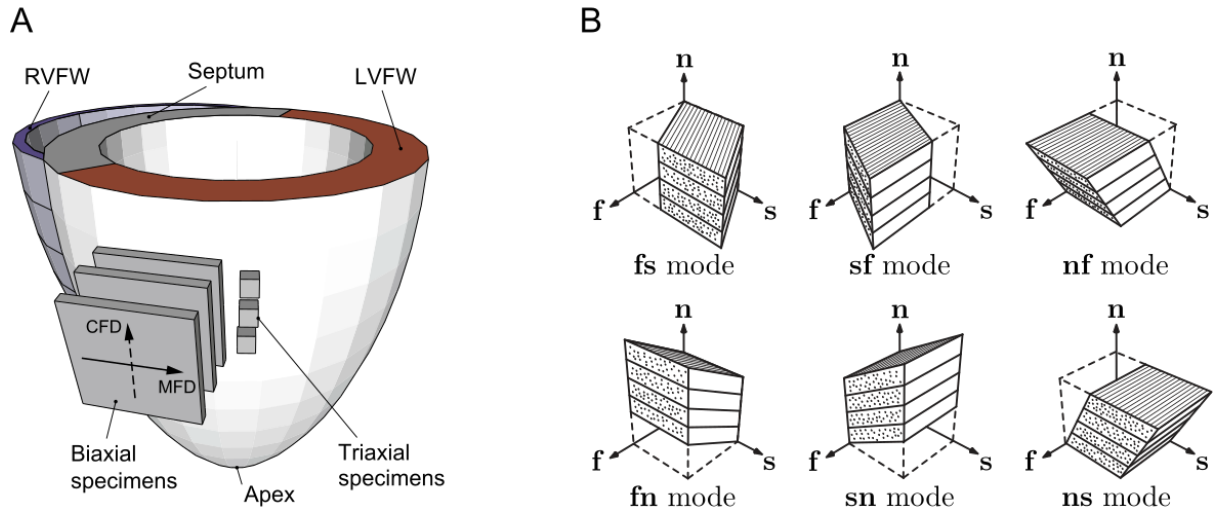 A
RVFW
Septum
LVFW
CFD
MFD
Biaxial
specimens
Apex
Triaxial
specimens
B
n
f
s
fs mode
n
f
s
sf mode
n
f
s
nf mode
n
f
s
fn mode
n
f
s
sn mode
n
f
s
ns mode